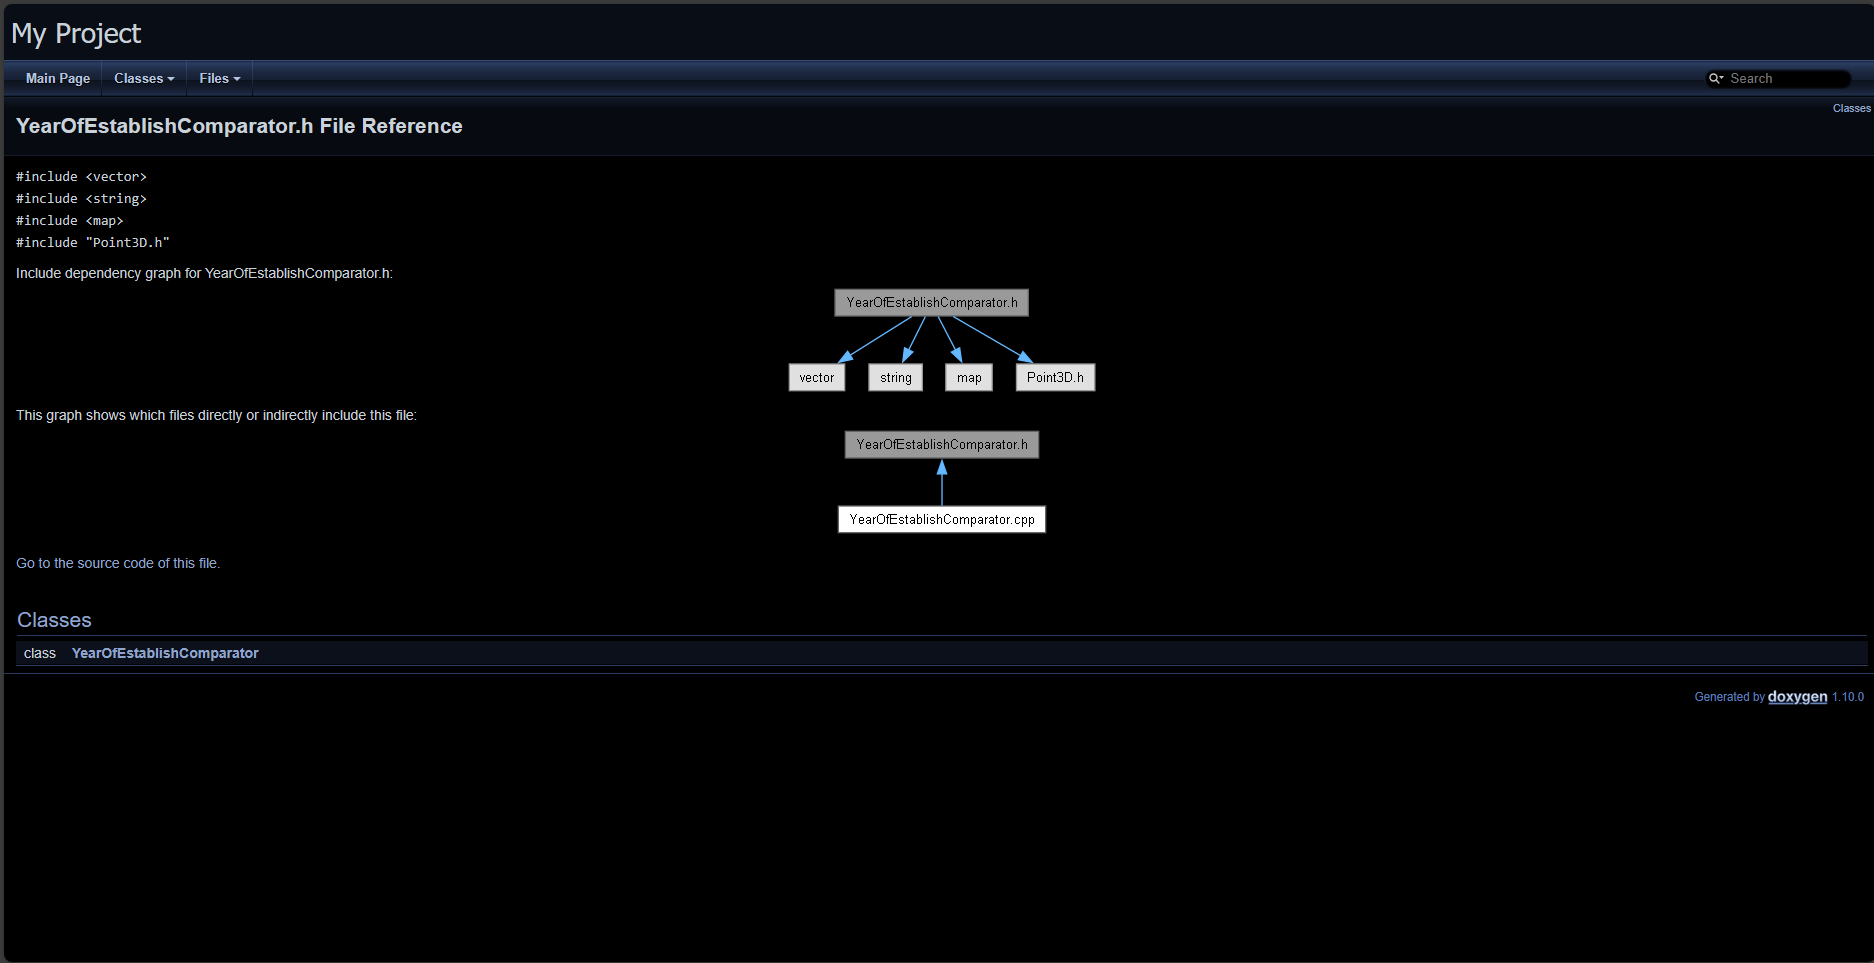 My Project
Main Page Classes Files Search
Classes
YearOfEstablishComparator.h File Reference
#include <vector>
#include <string>
#include <map>
#include "Point3D.h"
Include dependency graph for YearOfEstablishComparator.h:
YearOfEstablishComparator.h
vector string map Point3D.h
This graph shows which files directly or indirectly include this file:
YearOfEstablishComparator.h
YearOfEstablishComparator.cpp
Go to the source code of this file.
Classes
class YearOfEstablishComparator
Generated by doxygen 1.10.0